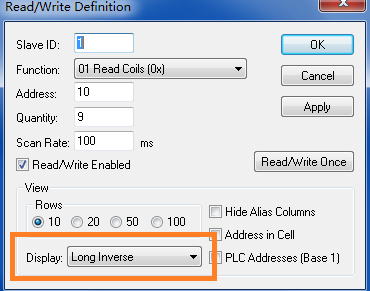 Read/Write Definition
X
Slave ID: 1
OK
Function: 01 Read Coils (0x)
Cancel
Address: 10
Apply
Quantity: 9
Scan Rate: 100 ms
Read/Write Enabled
Read/Write Once
View
Rows
10 20 50 100
Hide Alias Columns
Address in Cell
Display: Long Inverse
PLC Addresses (Base 1)